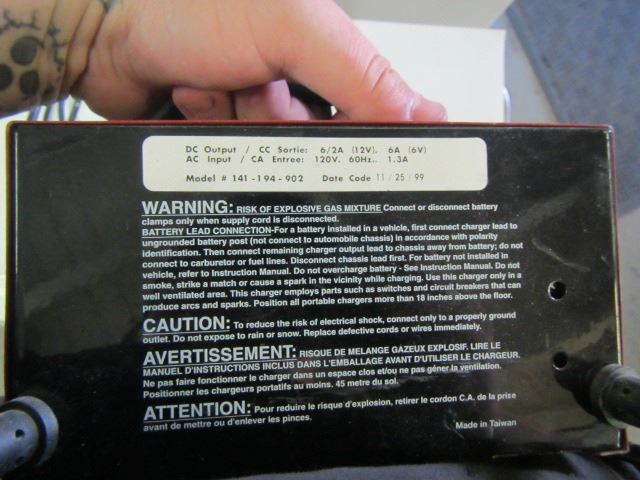 DC Output / CC Sortie: 6/2A (12V), 6A (6V)
AC Input / CA Entree: 120V. 60Hz.. 1.3A
Model # 141-194-902 Date Code 11/25/99
WARNING: RISK OF EXPLOSIVE GAS MIXTURE Connect or disconnect battery
clamps only when supply cord is disconnected.
BATTERY LEAD CONNECTION-For a battery installed in a vehicle, first connect charger lead to
ungrounded battery post (not connect to automobile chassis) in accordance with polarity
identification. Then connect remaining charger output lead to chassis away from battery; do not
connect to carburetor or fuel lines. Disconnect chassis lead first. For battery not installed in
vehicle, refer to Instruction Manual. Do not overcharge battery - See Instruction Manual. Do not
smoke, strike a match or cause a spark in the vicinity while charging. Use this charger only in a
well ventilated area. This charger employs parts such as switches and circuit breakers that can
produce arcs and sparks. Position all portable chargers more than 18 inches above the floor.
CAUTION: To reduce the risk of electrical shock, connect only to a properly ground
outlet. Do not expose to rain or snow. Replace defective cords or wires immediately.
AVERTISSEMENT: RISQUE DE MELANGE GAZEUX EXPLOSIF. LIRE LE
MANUEL D'INSTRUCTIONS INCLUS DANS L'EMBALLAGE AVANT D'UTILISER LE CHARGEUR.
Ne pas faire fonctionner le charger dans un espace clos et/ou ne pas géner la ventilation.
Positionner les chargeurs portatifs au moins. 45 metre du sol.
ATTENTION: Pour reduire le risque d'explosion, retirer le cordon C.A. de la prise
avant de mettre ou d'enlever les pinces.
Made in Taiwan